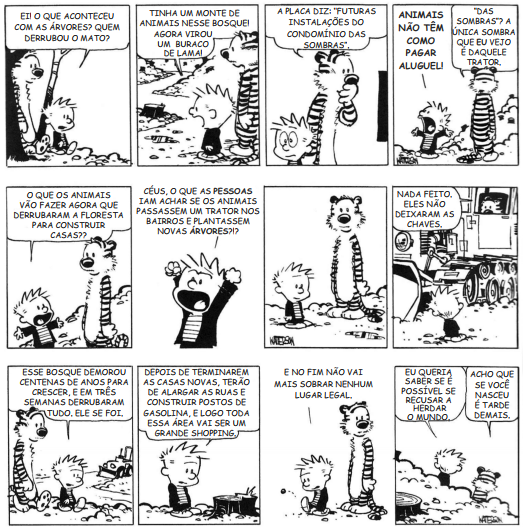 EI! O QUE ACONTECEU
COM AS ÁRVORES? QUEM
DERRUBOU O MATO?
TINHA UM MONTE DE
ANIMAIS NESSE BOSQUE!
AGORA VIROU
UM BURACO
DE LAMA!
A PLACA DIZ: "FUTURAS
INSTALAÇÕES DO
CONDOMÍNIO DAS
SOMBRAS".
ANIMAIS
NÃO TÊM
COMO
PAGAR
ALUGUEL!
"DAS
SOMBRAS"? A
ÚNICA SOMBRA
QUE EU VEJO
É DAQUELE
TRATOR.
WATTERSON
O QUE OS ANIMAIS
VÃO FAZER AGORA QUE
DERRUBARAM A FLORESTA
PARA CONSTRUIR
CASAS??
CÉUS, O QUE AS PESSOAS
IAM ACHAR SE OS ANIMAIS
PASSASSEM UM TRATOR NOS
BAIRROS E PLANTASSEM
NOVAS ÁRVORES?!?
WATTERSON
NADA FEITO.
ELES NÃO
DEIXARAM AS
CHAVES.
ESSE BOSQUE DEMOROU
CENTENAS DE ANOS PARA
CRESCER, E EM TRÊS
SEMANAS DERRUBARAM
TUDO. ELE SE FOI.
DEPOIS DE TERMINAREM
AS CASAS NOVAS, TERÃO
DE ALARGAR AS RUAS E
CONSTRUIR POSTOS DE
GASOLINA, E LOGO TODA
ESSA ÁREA VAI SER UM
GRANDE SHOPPING.
E NO FIM NÃO VAI
MAIS SOBRAR NENHUM
LUGAR LEGAL.
EU QUERIA
SABER SE É
POSSÍVEL SE
RECUSAR A
HERDAR
O MUNDO.
ACHO QUE
SE VOCÊ
NASCEU
É TARDE
DEMAIS.
WATTERSON